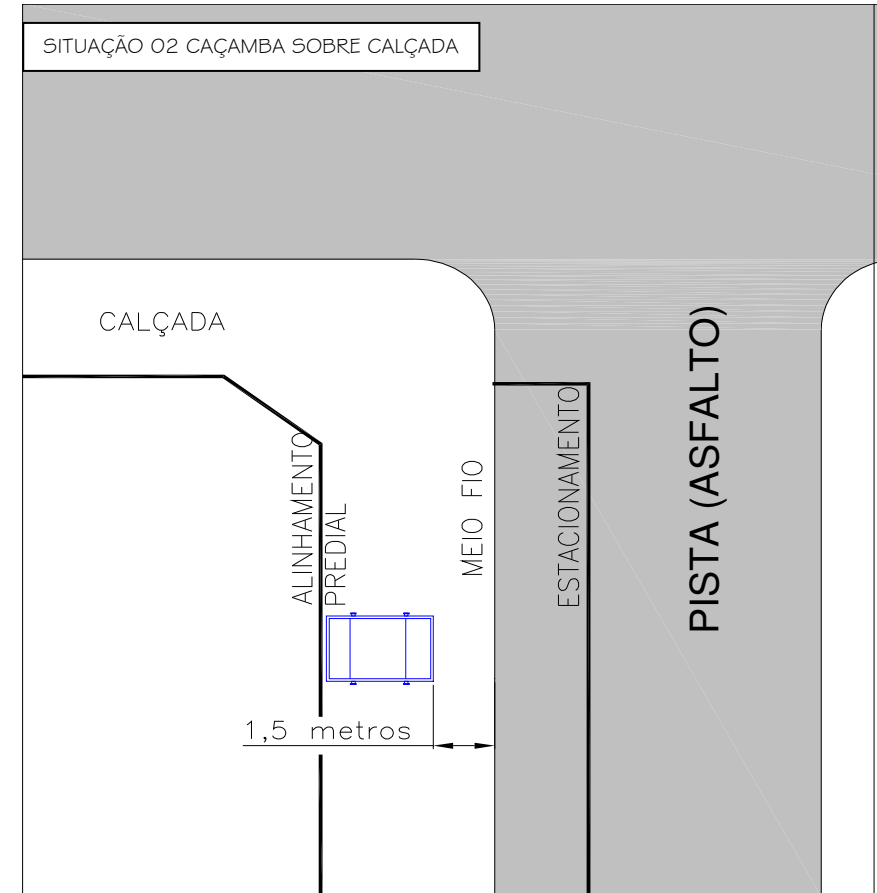 SITUAÇÃO 02 CAÇAMBA SOBRE CALÇADA
CALÇADA
ALINHAMENTO
PREDIAL
MEIO FIO
ESTACIONAMENTO
PISTA (ASFALTO)
1,5 metros